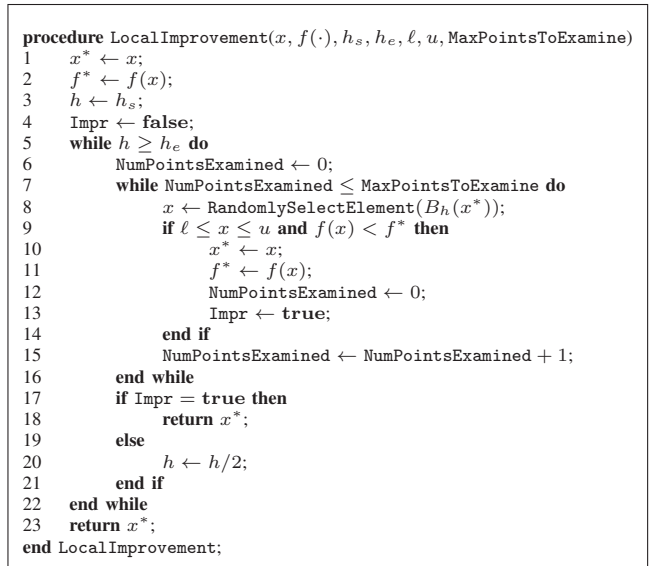 procedure LocalImprovement(x, f(·), h_s, h_e, ℓ, u, MaxPointsToExamine)
1 x* ← x;
2 f* ← f(x);
3 h ← h_s;
4 Impr ← false;
5 while h ≥ h_e do
6 NumPointsExamined ← 0;
7 while NumPointsExamined ≤ MaxPointsToExamine do
8 x ← RandomlySelectElement(B_h(x*));
9 if ℓ ≤ x ≤ u and f(x) < f* then
10 x* ← x;
11 f* ← f(x);
12 NumPointsExamined ← 0;
13 Impr ← true;
14 end if
15 NumPointsExamined ← NumPointsExamined + 1;
16 end while
17 if Impr = true then
18 return x*;
19 else
20 h ← h/2;
21 end if
22 end while
23 return x*;
end LocalImprovement;